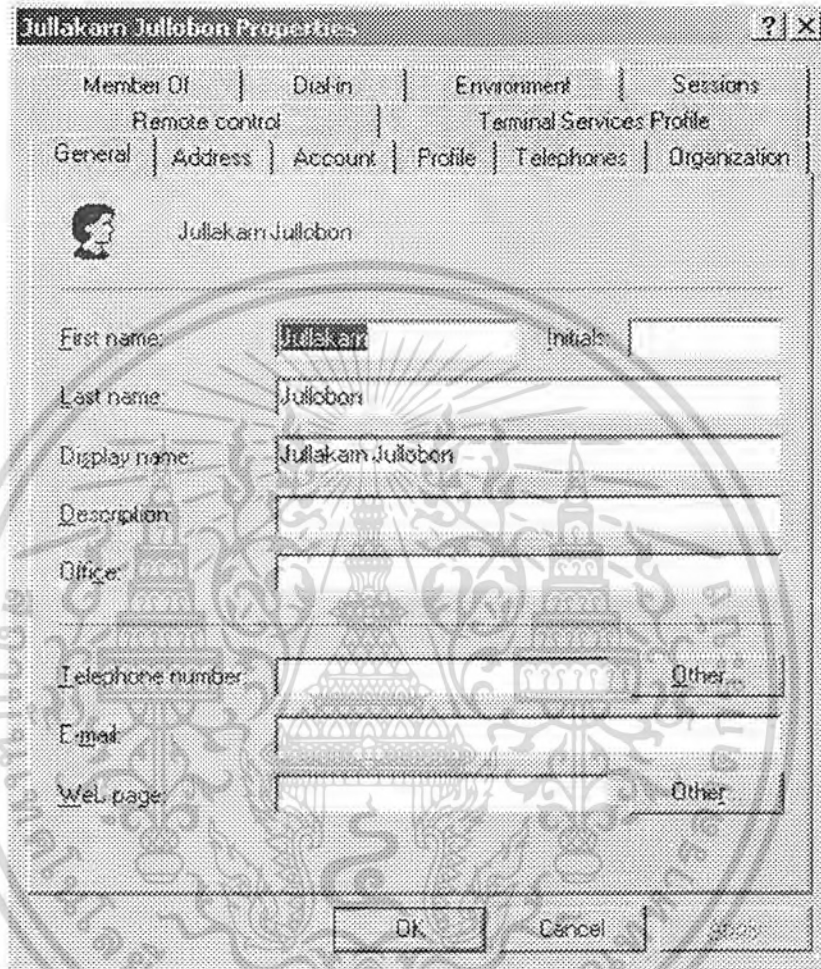 Jullakarn Jullobon Properties
Member Of Dial-in Environment Sessions
Remote control Terminal Services Profile
General Address Account Profile Telephones Organization
Jullakarn Jullobon
First name: Jullakarn Initials:
Last name: Jullobon
Display name: Jullakarn Jullobon
Description:
Office:
Telephone number: Other...
E-mail:
Web page: Other...
OK Cancel Apply